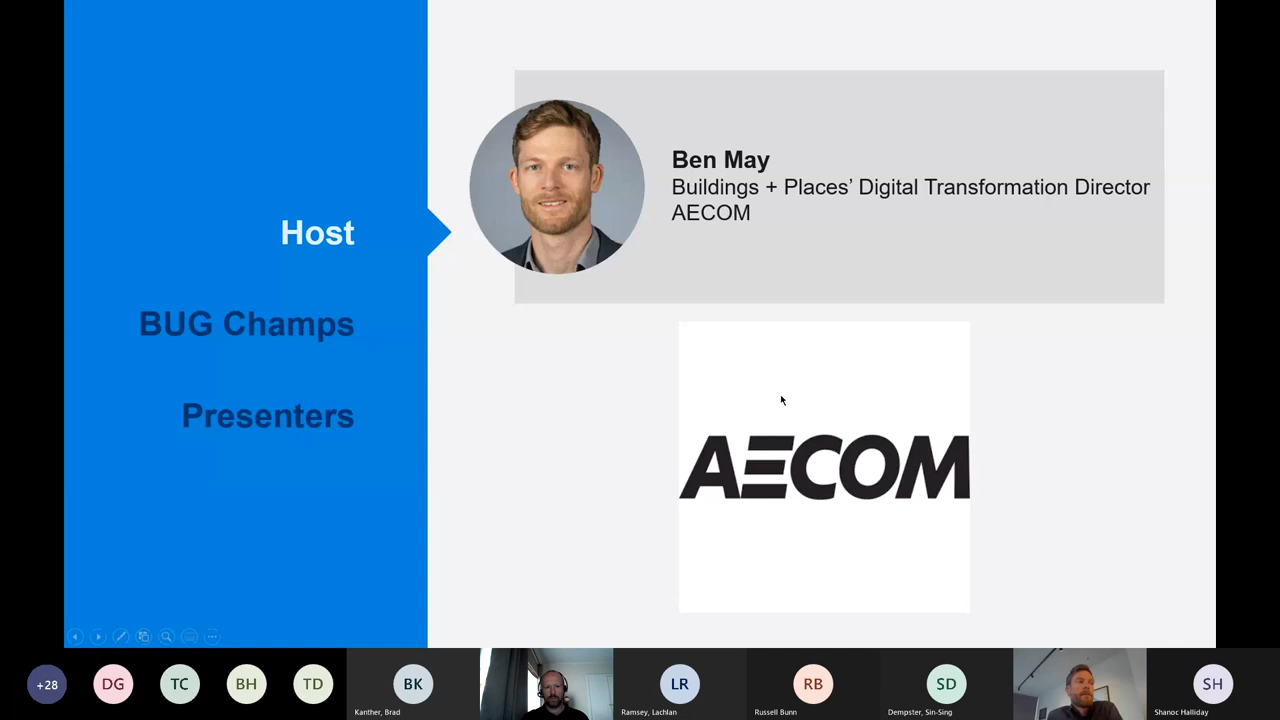 Host
BUG Champs
Presenters
Ben May
Buildings + Places’ Digital Transformation Director
AECOM
AECOM
+28
DG
TC
BH
TD
BK
Kanther, Brad
LR
Ramsey, Lachlan
RB
Russell Bunn
SD
Dempster, Sin-Sing
SH
Shanoc Halliday